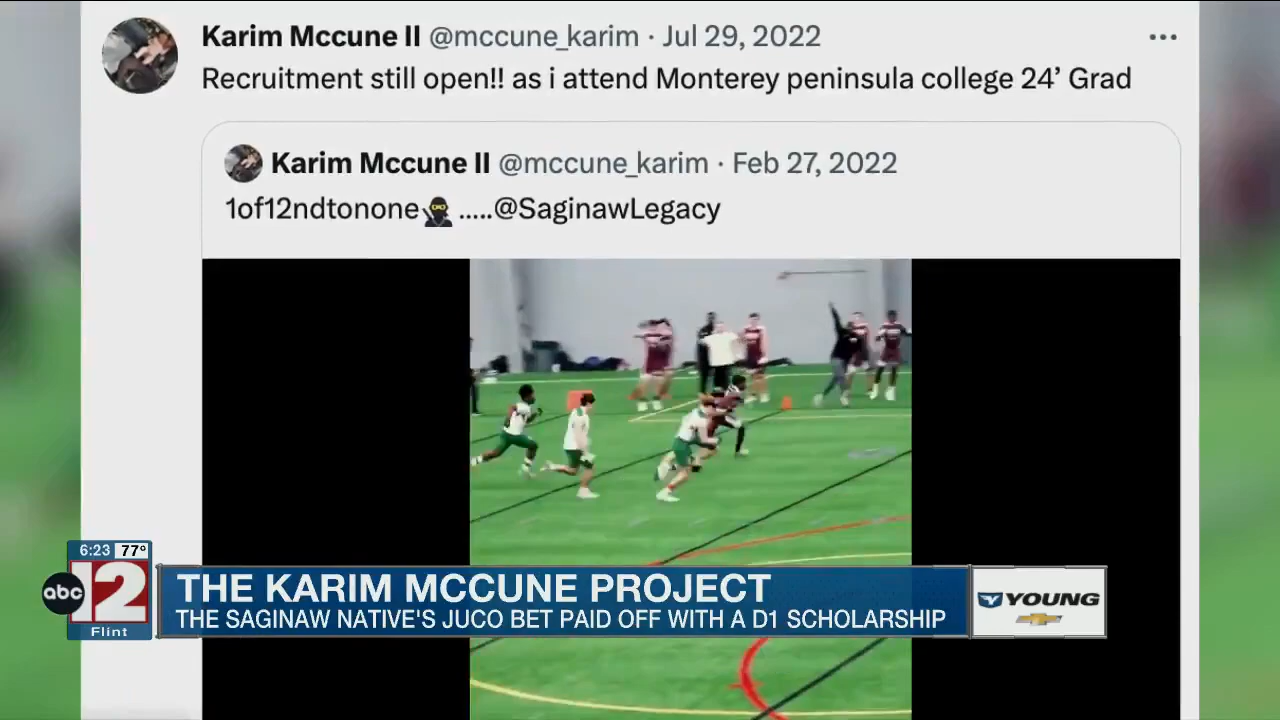 Karim Mccune II @mccune_karim · Jul 29, 2022
Recruitment still open!! as i attend Monterey peninsula college 24’ Grad
Karim Mccune II @mccune_karim · Feb 27, 2022
1of12ndtonone🥷.....@SaginawLegacy
6:23 77°
abc 12
Flint
THE KARIM MCCUNE PROJECT
THE SAGINAW NATIVE'S JUCO BET PAID OFF WITH A D1 SCHOLARSHIP
YOUNG